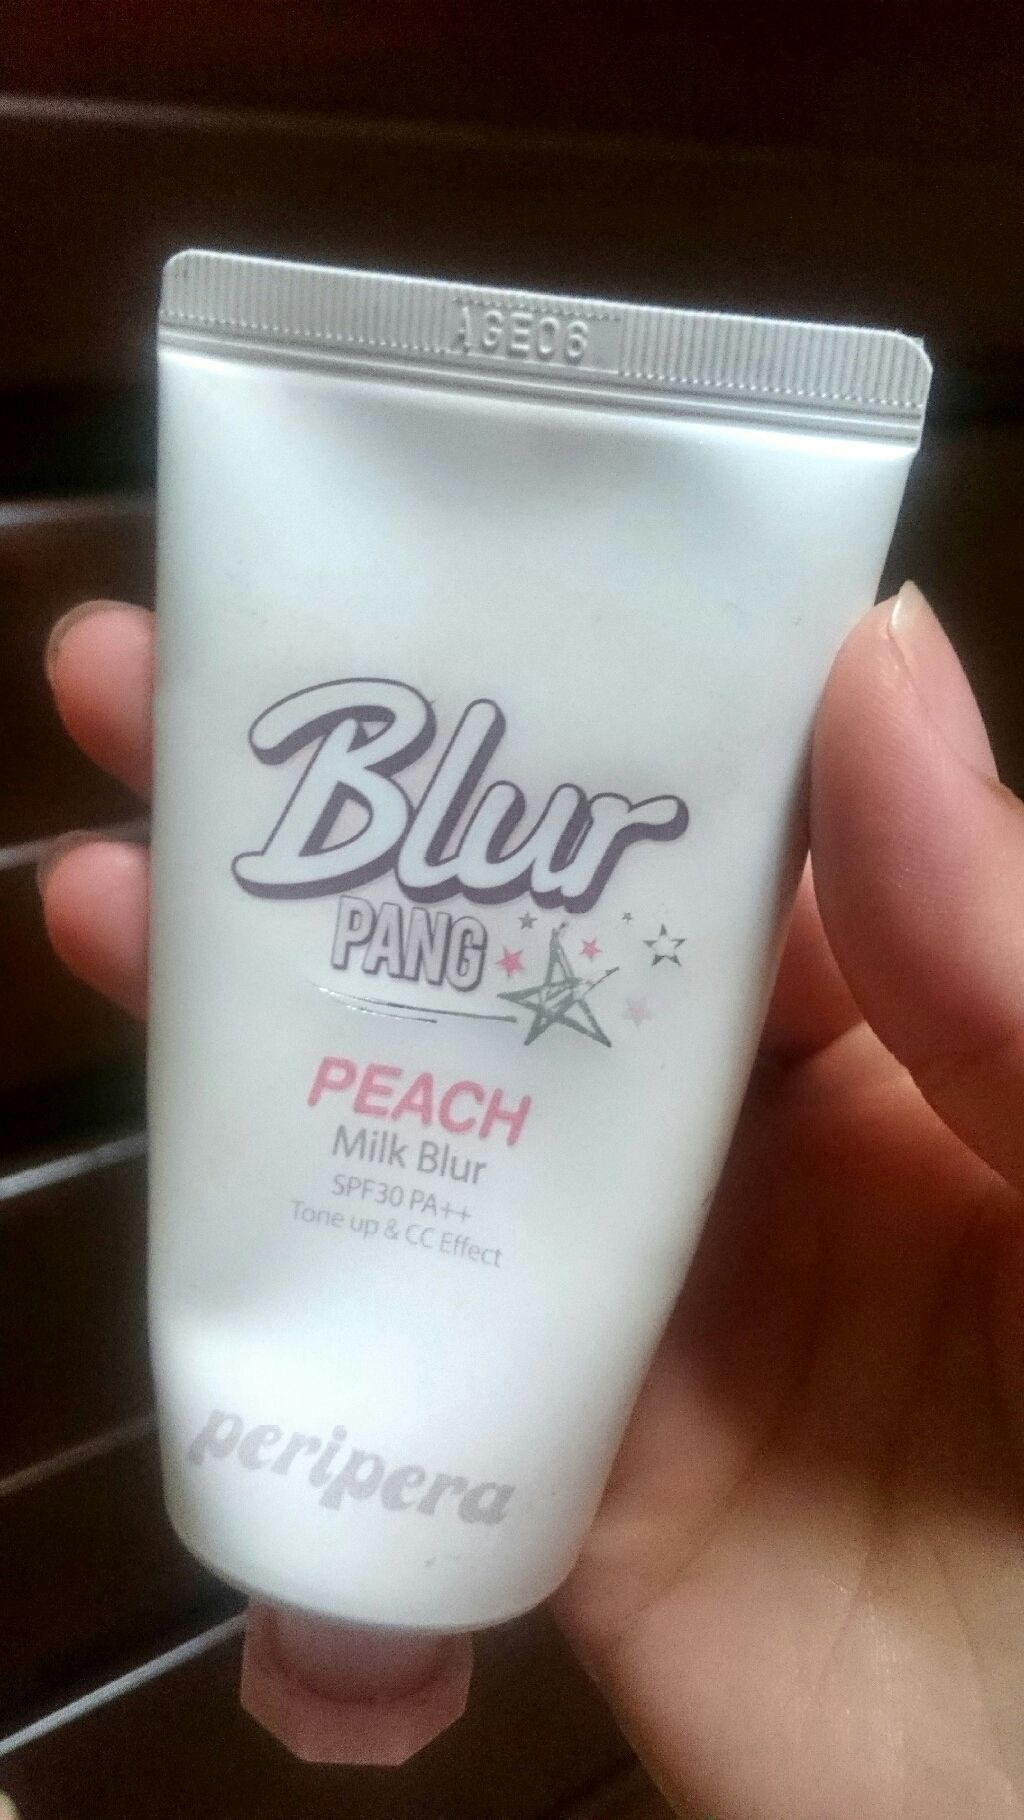 AGE06
Blur
PANG
PEACH
Milk Blur
SPF30 PA++
Tone up & CC Effect
peripera